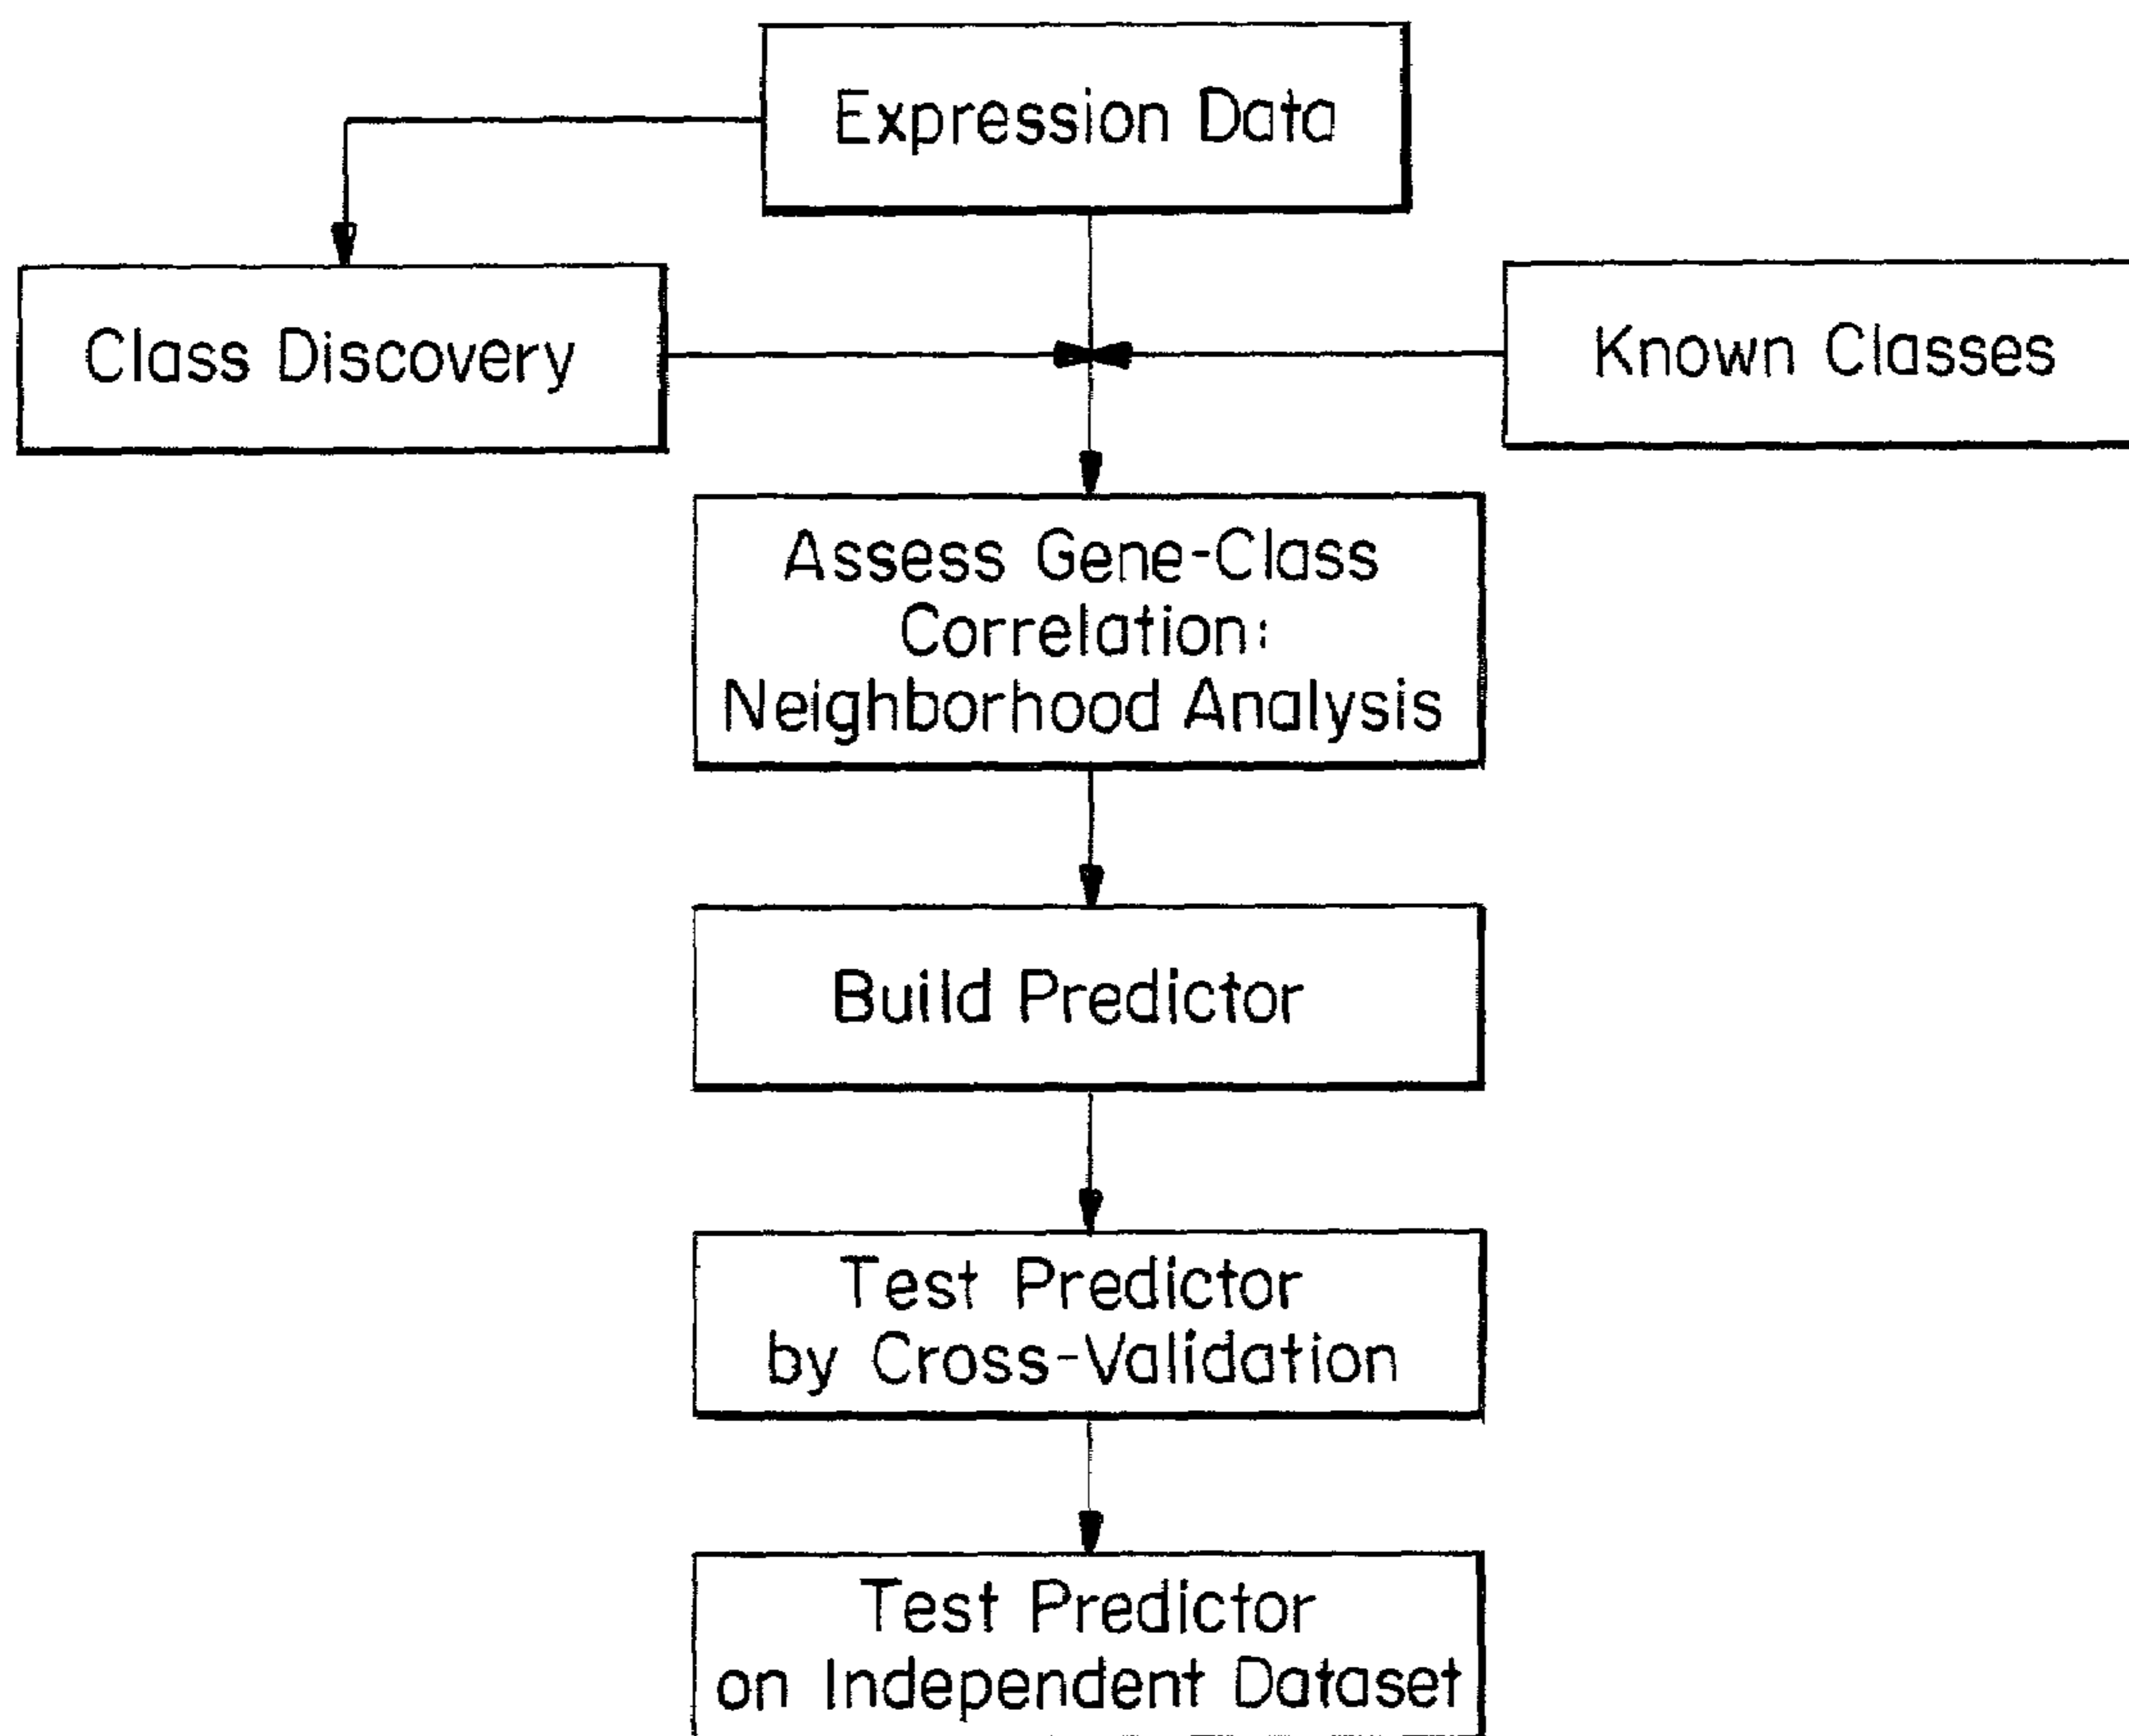 Expression Data
Class Discovery
Known Classes
Assess Gene-Class
Correlation:
Neighborhood Analysis
Build Predictor
Test Predictor
by Cross-Validation
Test Predictor
on Independent Dataset